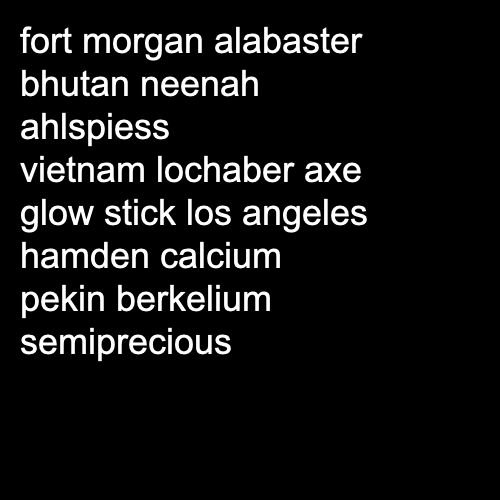 fort morgan alabaster
bhutan neenah
ahlspiess
vietnam lochaber axe
glow stick los angeles
hamden calcium
pekin berkelium
semiprecious